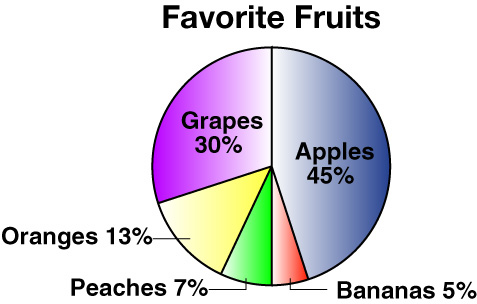 Favorite Fruits
Grapes
30%
Apples
45%
Oranges 13%
Peaches 7%
Bananas 5%